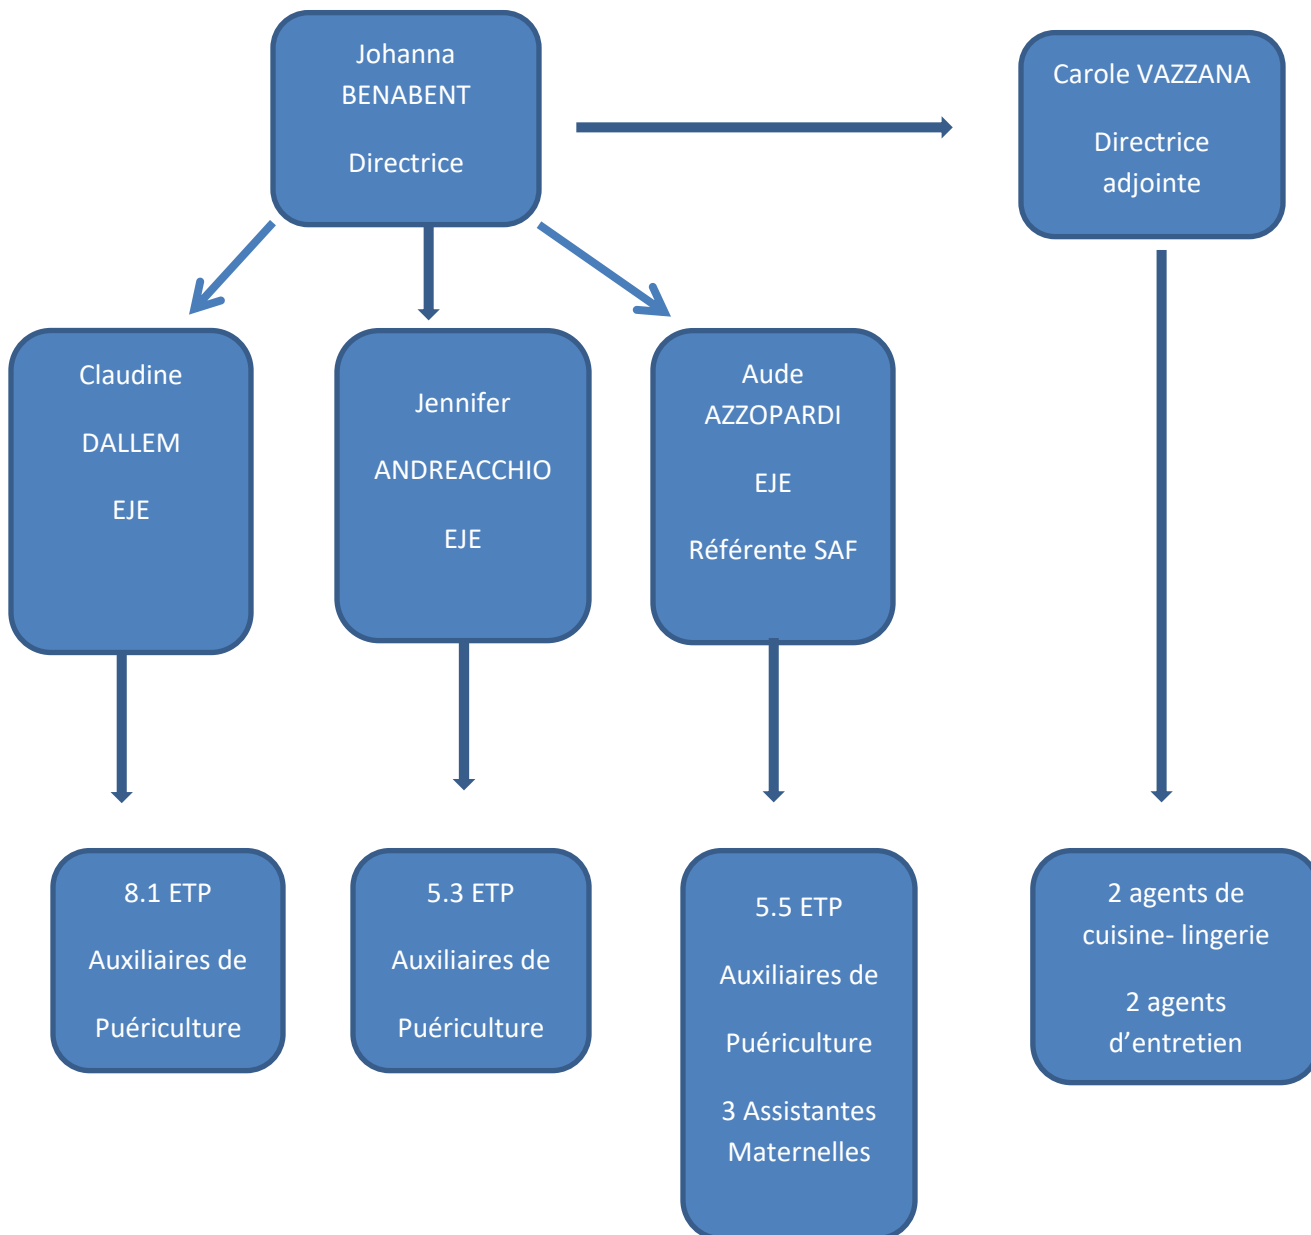 Johanna
BENABENT
Directrice
Carole VAZZANA
Directrice
adjointe
Claudine
DALLEM
EJE
Jennifer
ANDREACCHIO
EJE
Aude
AZZOPARDI
EJE
Référente SAF
8.1 ETP
Auxiliaires de
Puériculture
5.3 ETP
Auxiliaires de
Puériculture
5.5 ETP
Auxiliaires de
Puériculture
3 Assistantes
Maternelles
2 agents de
cuisine- lingerie
2 agents
d’entretien